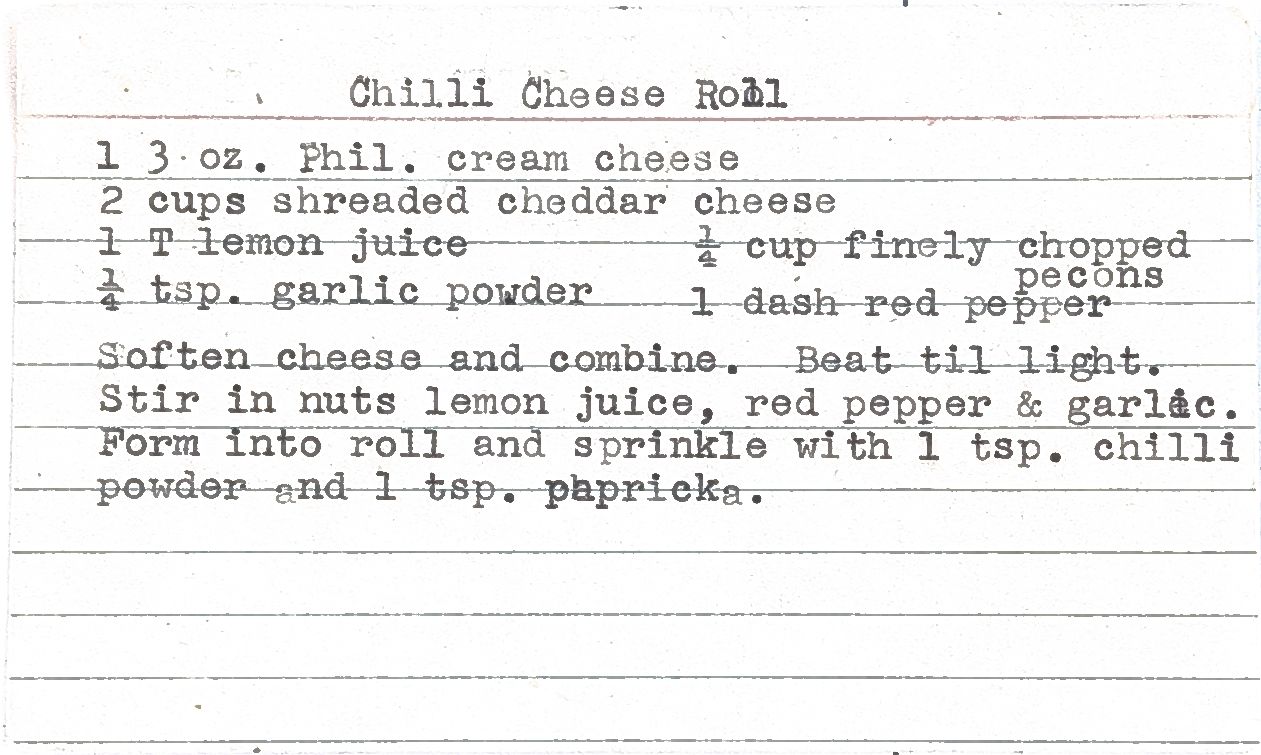 Chilli Cheese Roll
1 3 oz. Phil. cream cheese
2 cups shreaded cheddar cheese
1 T lemon juice
¼ tsp. garlic powder
¼ cup finely chopped
pecons
1 dash red pepper
Soften cheese and combine. Beat til light.
Stir in nuts lemon juice, red pepper & garlic.
Form into roll and sprinkle with 1 tsp. chilli
powder and 1 tsp. papricka.